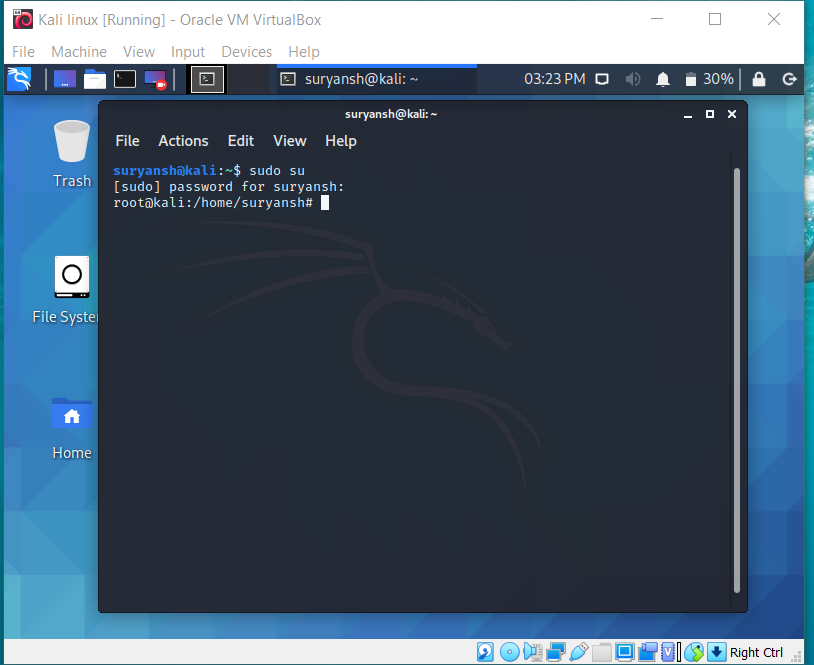 Kali linux [Running] - Oracle VM VirtualBox
File Machine View Input Devices Help
suryansh@kali: ~ 03:23 PM 30%
suryansh@kali:~
File Actions Edit View Help
suryansh@kali:~$ sudo su
[sudo] password for suryansh:
root@kali:/home/suryansh#
Trash
File System
Home
Right Ctrl